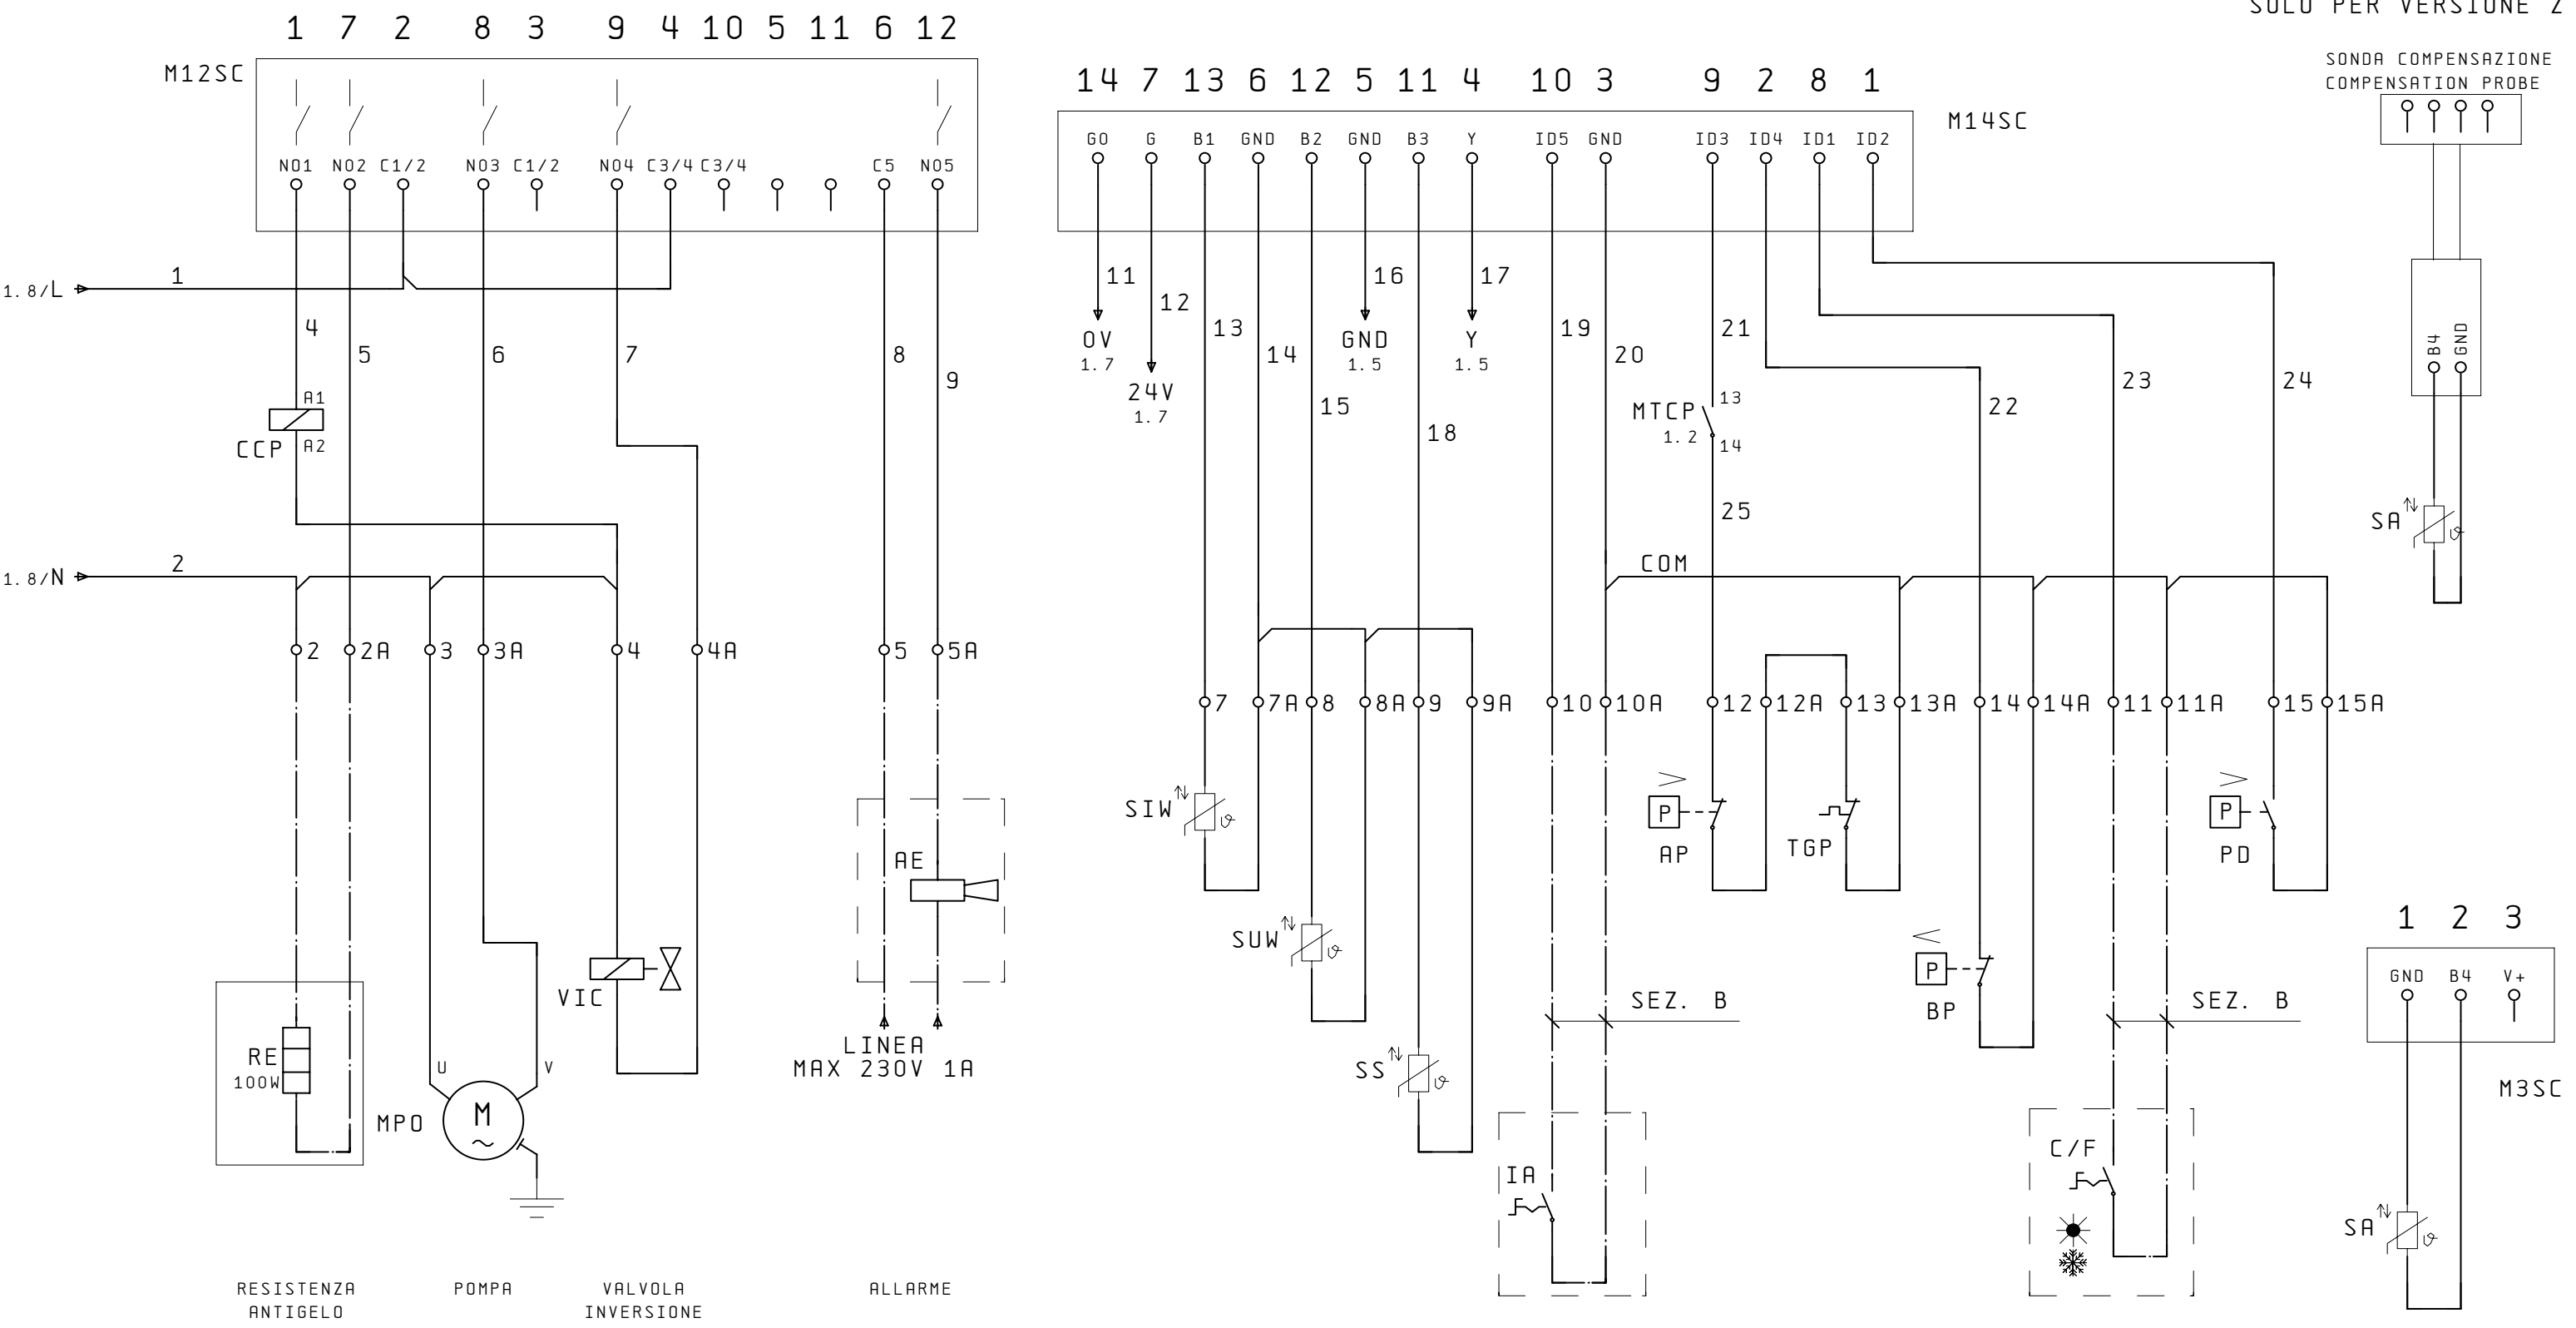 SOLO PER VERSIONE Z
1 7 2 8 3 9 4 10 5 11 6 12
SONDA COMPENSAZIONE
COMPENSATION PROBE
M12SC
14 7 13 6 12 5 11 4 10 3 9 2 8 1
M14SC
G0 G B1 GND B2 GND B3 Y ID5 GND ID3 ID4 ID1 ID2
NO1 NO2 C1/2 NO3 C1/2 NO4 C3/4 C3/4 C5 NO5
1.8/L 1
11 12 16 17
4 5 6 7 8 9
13 14 15 18 19 20 21 22 23 24
0V
1.7
24V
1.7
GND
1.5
Y
1.5
B4 GND
A1
CCP A2
MTCP 13
1.2 14
25
SA
1.8/N 2
COM
2 2A 3 3A 4 4A 5 5A
7 7A 8 8A 9 9A 10 10A 12 12A 13 13A 14 14A 11 11A 15 15A
SIW
P
AP
TGP
P
PD
AE
SUW
P
BP
VIC
SEZ. B
SEZ. B
1 2 3
GND B4 V+
M3SC
LINEA
MAX 230V 1A
RE
100W
U V
MPO
M
SS
IA
C/F
SA
RESISTENZA
ANTIGELO
POMPA
VALVOLA
INVERSIONE
ALLARME